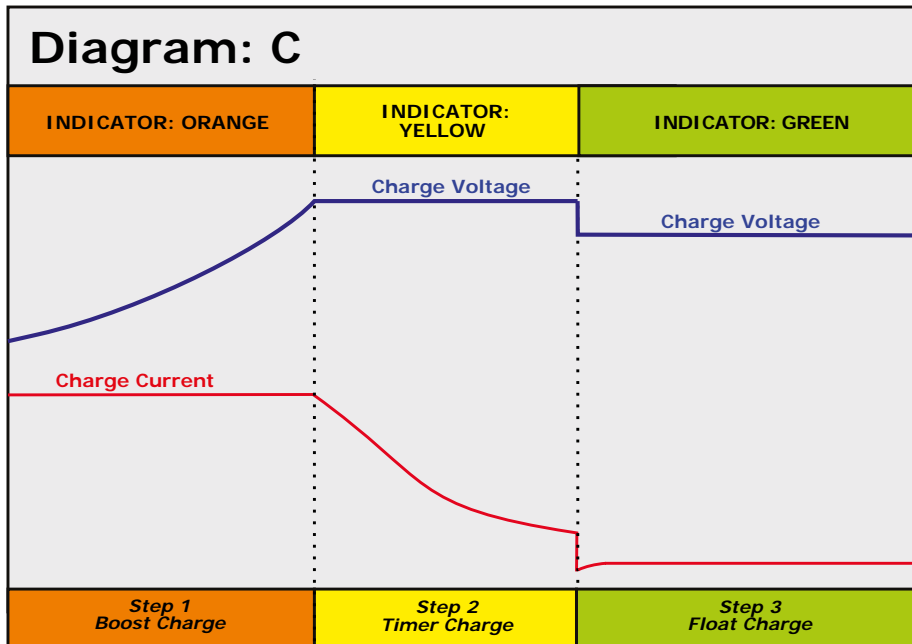 Diagram: C
INDICATOR: ORANGE
INDICATOR:
YELLOW
INDICATOR: GREEN
Charge Voltage
Charge Voltage
Charge Current
Step 1
Boost Charge
Step 2
Timer Charge
Step 3
Float Charge